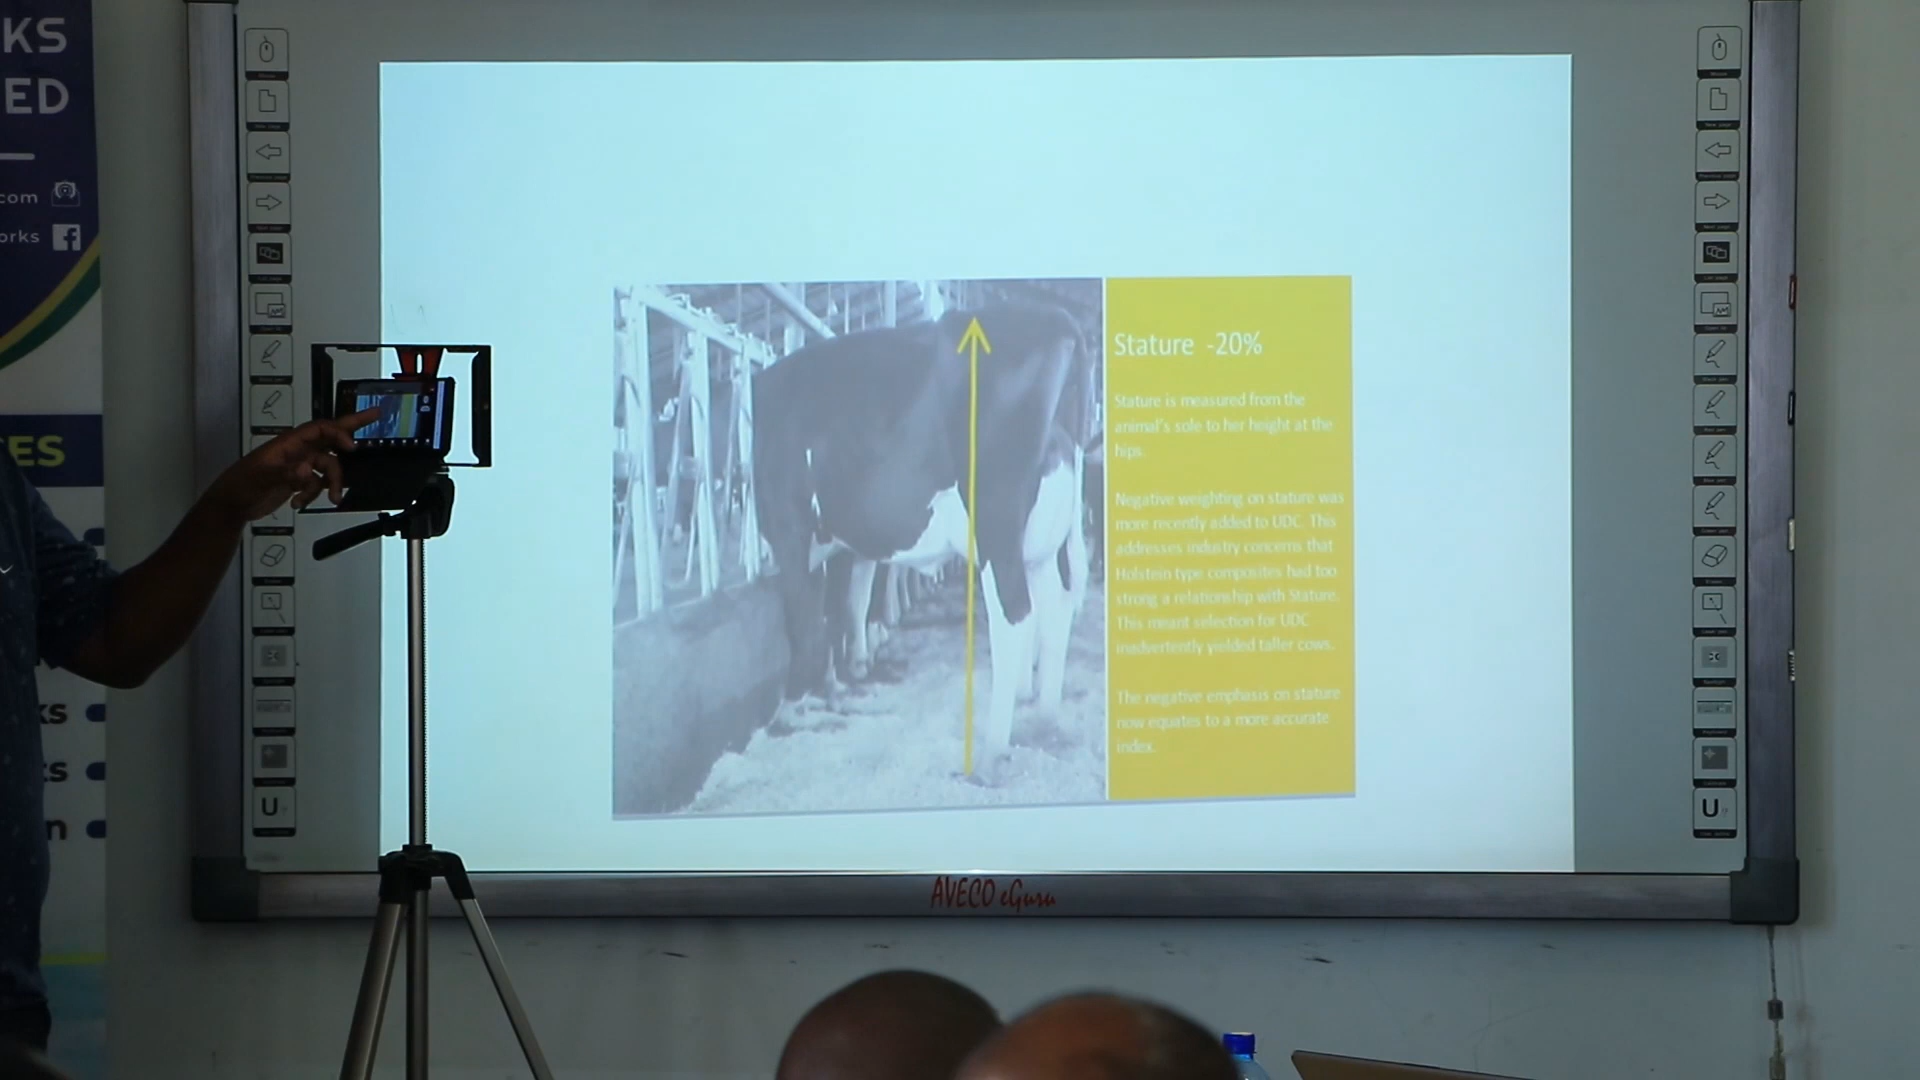 KS
ED
com
orks
ES
ks
ts
n
Stature -20%
Stature is measured from the
animal's sole to her height at the
hips.
Negative weighting on stature was
more recently added to UDC. This
addresses industry concerns that
Holstein type composites had too
strong a relationship with Stature.
This meant selection for UDC
inadvertently yielded taller cows.
The negative emphasis on stature
now equates to a more accurate
index.
U
U
AVECO eGuru